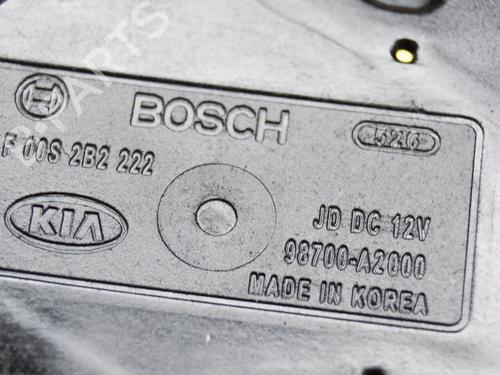 BOSCH
526
F 00S 2B2 222
KIA
JD DC 12V
98700-A2000
MADE IN KOREA